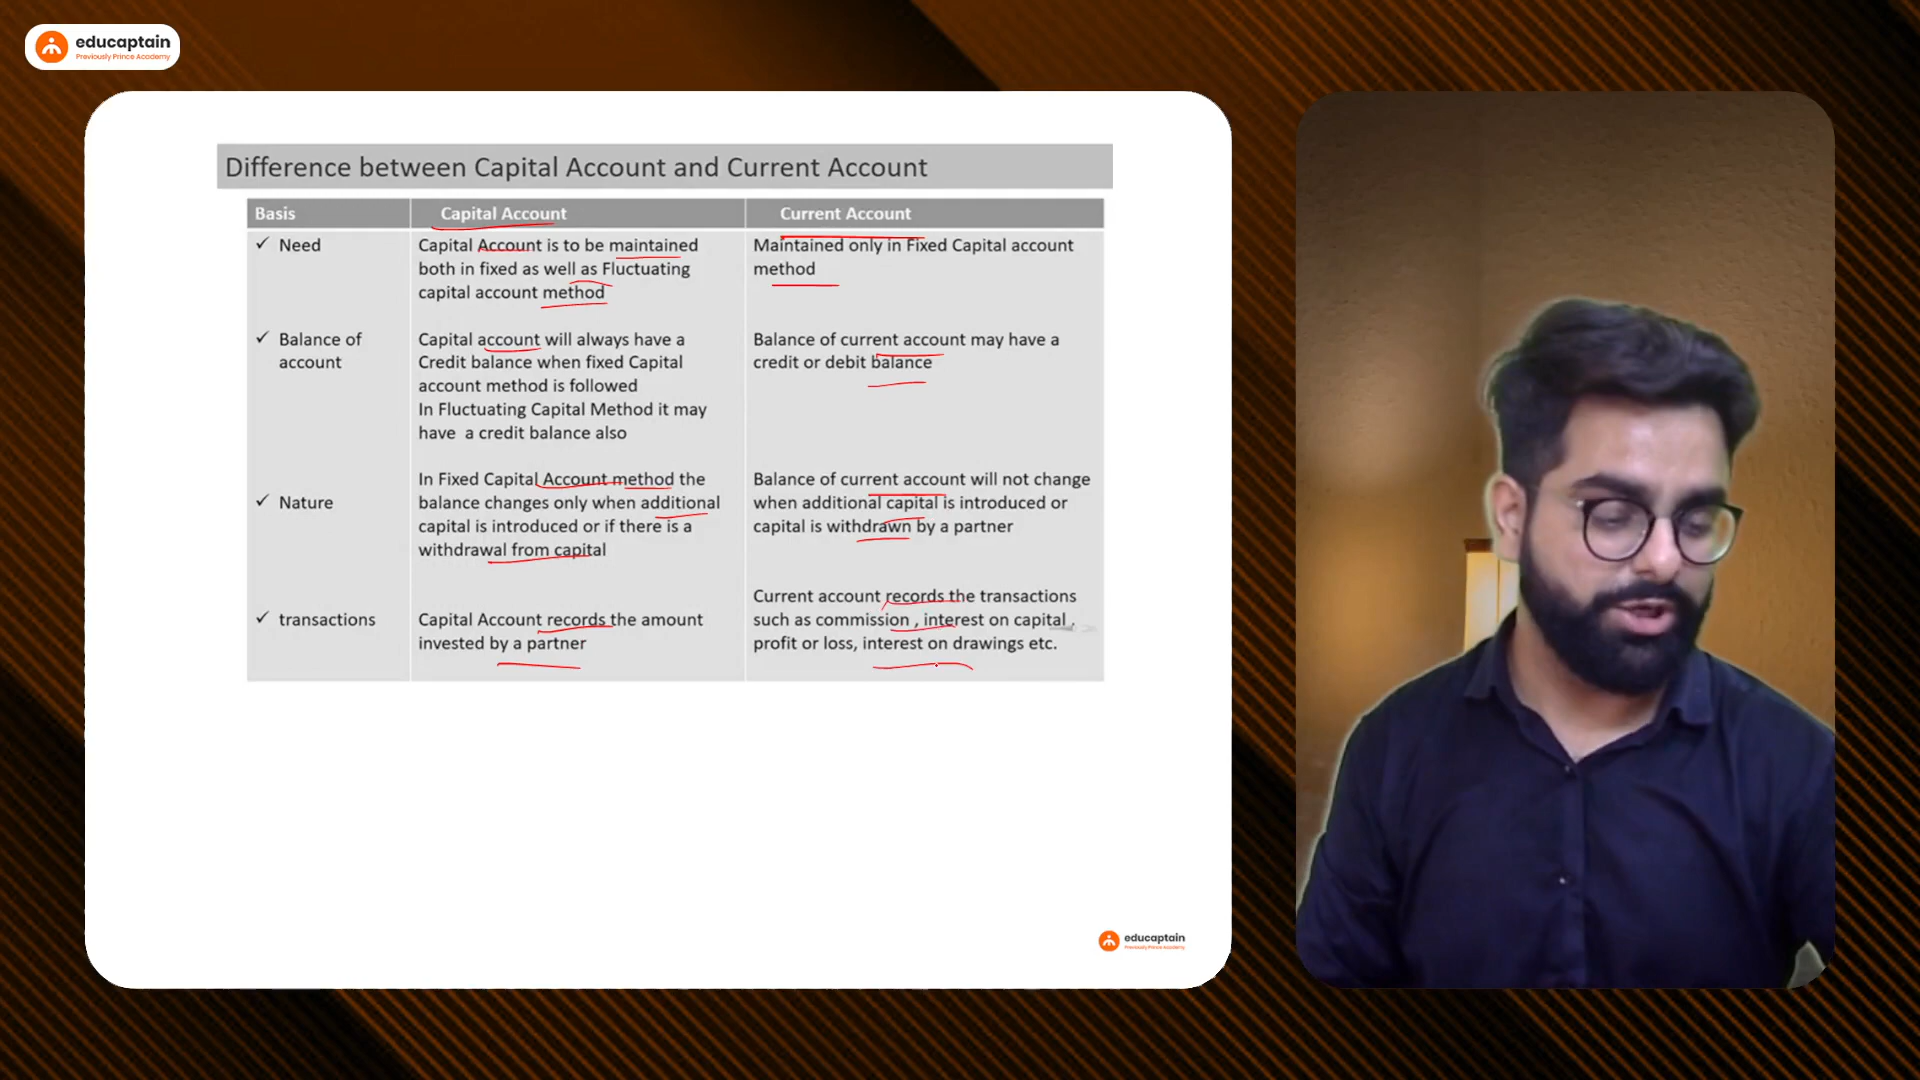 educaptain
Previously Prince Academy
Difference between Capital Account and Current Account
Basis
Capital Account
Current Account
✓ Need
Capital Account is to be maintained
both in fixed as well as Fluctuating
capital account method
Maintained only in Fixed Capital account
method
✓ Balance of
account
Capital account will always have a
Credit balance when fixed Capital
account method is followed
In Fluctuating Capital Method it may
have a credit balance also
Balance of current account may have a
credit or debit balance
✓ Nature
In Fixed Capital Account method the
balance changes only when additional
capital is introduced or if there is a
withdrawal from capital
Balance of current account will not change
when additional capital is introduced or
capital is withdrawn by a partner
✓ transactions
Capital Account records the amount
invested by a partner
Current account records the transactions
such as commission , interest on capital ,
profit or loss, interest on drawings etc.
educaptain
Previously Prince Academy